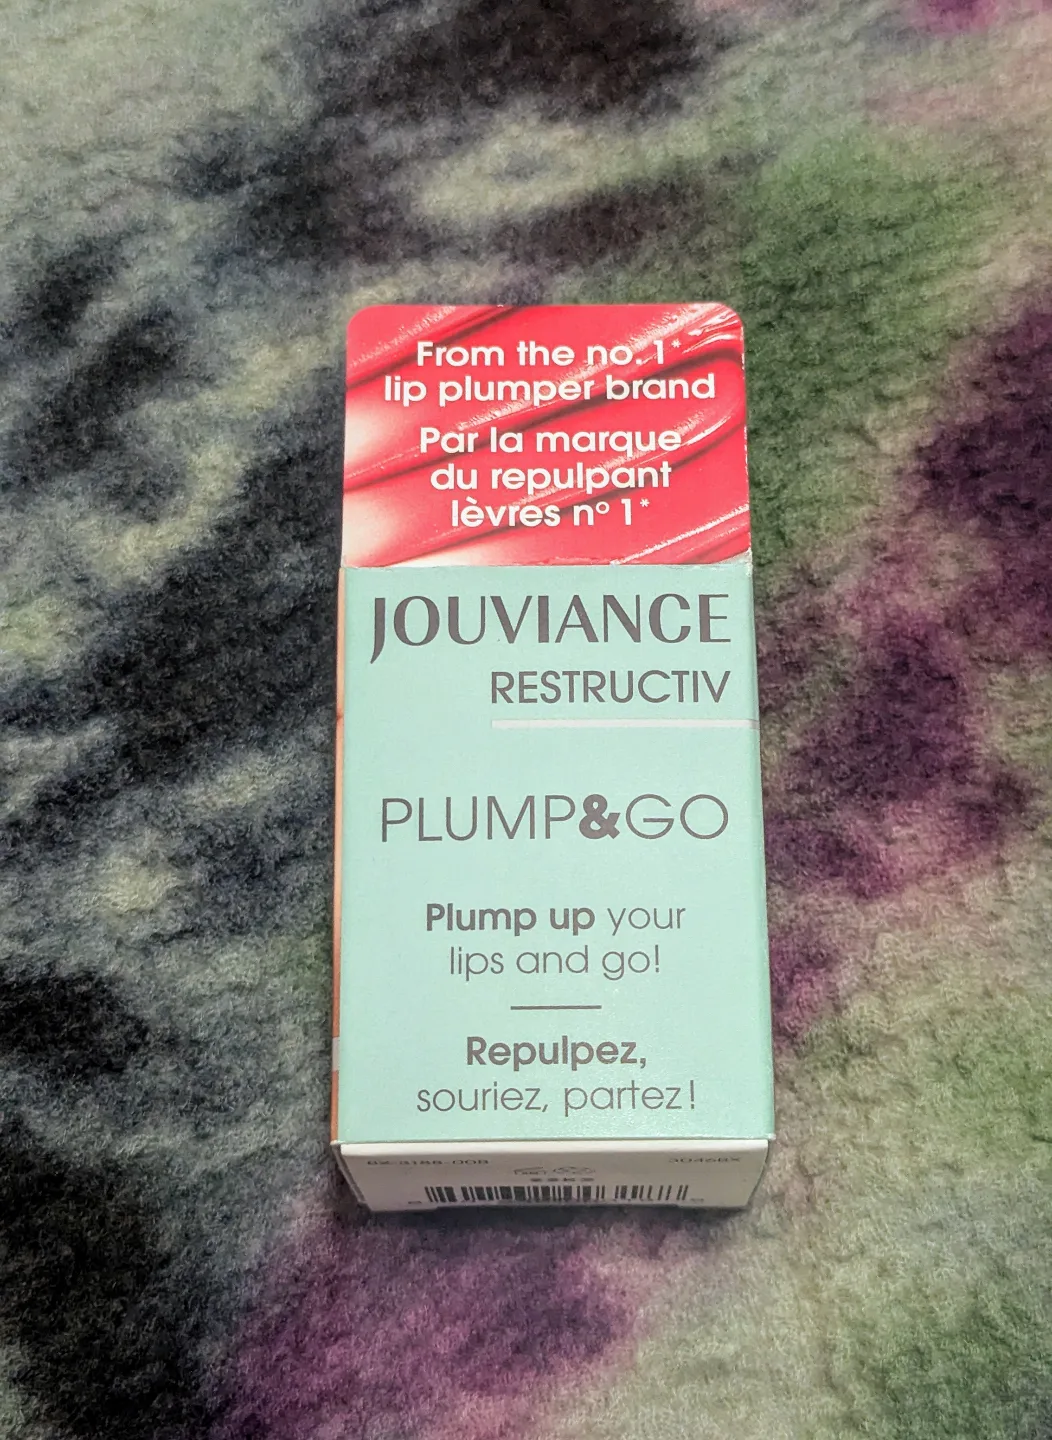 From the no. 1*
lip plumper brand
Par la marque
du repulpant
lèvres nº 1*
JOUVIANCE
RESTRUCTIV
PLUMP&GO
Plump up your
lips and go!
Repulpez,
souriez, partez!